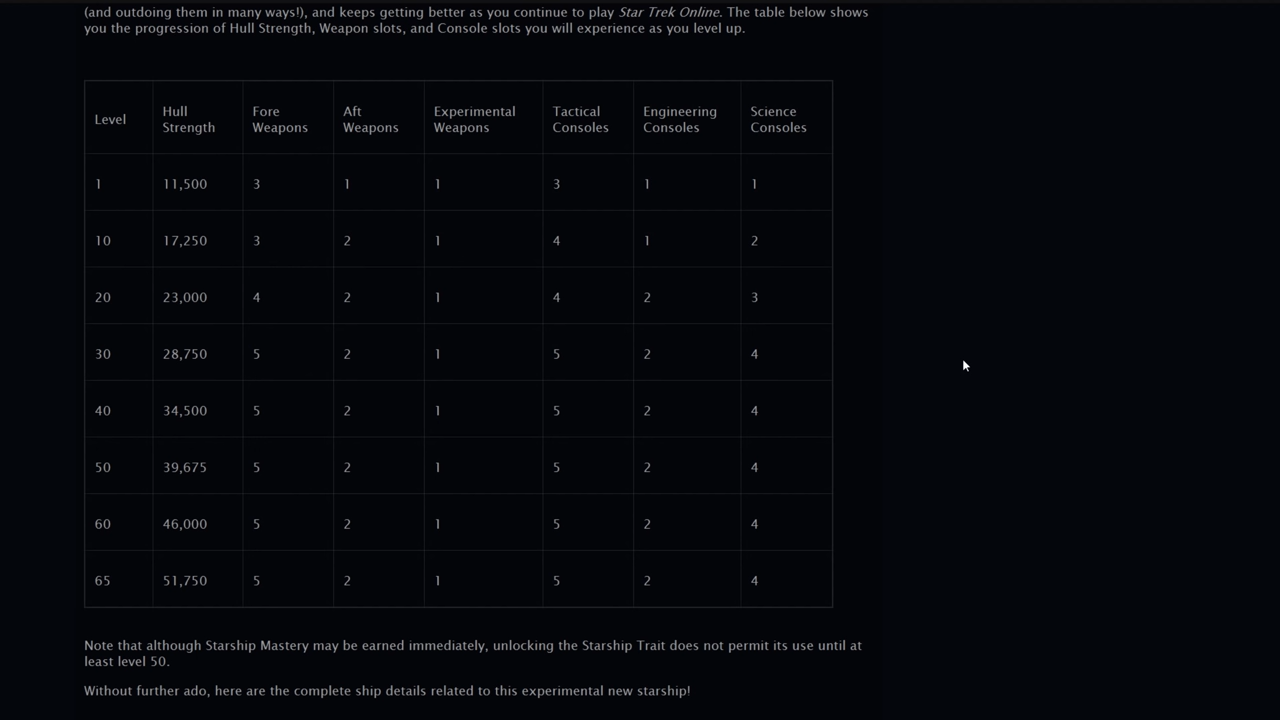 (and outdoing them in many ways!), and keeps getting better as you continue to play Star Trek Online. The table below shows
you the progression of Hull Strength, Weapon slots, and Console slots you will experience as you level up.
Level Hull Strength Fore Weapons Aft Weapons Experimental Weapons Tactical Consoles Engineering Consoles Science Consoles
1 11,500 3 1 1 3 1 1
10 17,250 3 2 1 4 1 2
20 23,000 4 2 1 4 2 3
30 28,750 5 2 1 5 2 4
40 34,500 5 2 1 5 2 4
50 39,675 5 2 1 5 2 4
60 46,000 5 2 1 5 2 4
65 51,750 5 2 1 5 2 4
Note that although Starship Mastery may be earned immediately, unlocking the Starship Trait does not permit its use until at
least level 50.
Without further ado, here are the complete ship details related to this experimental new starship!